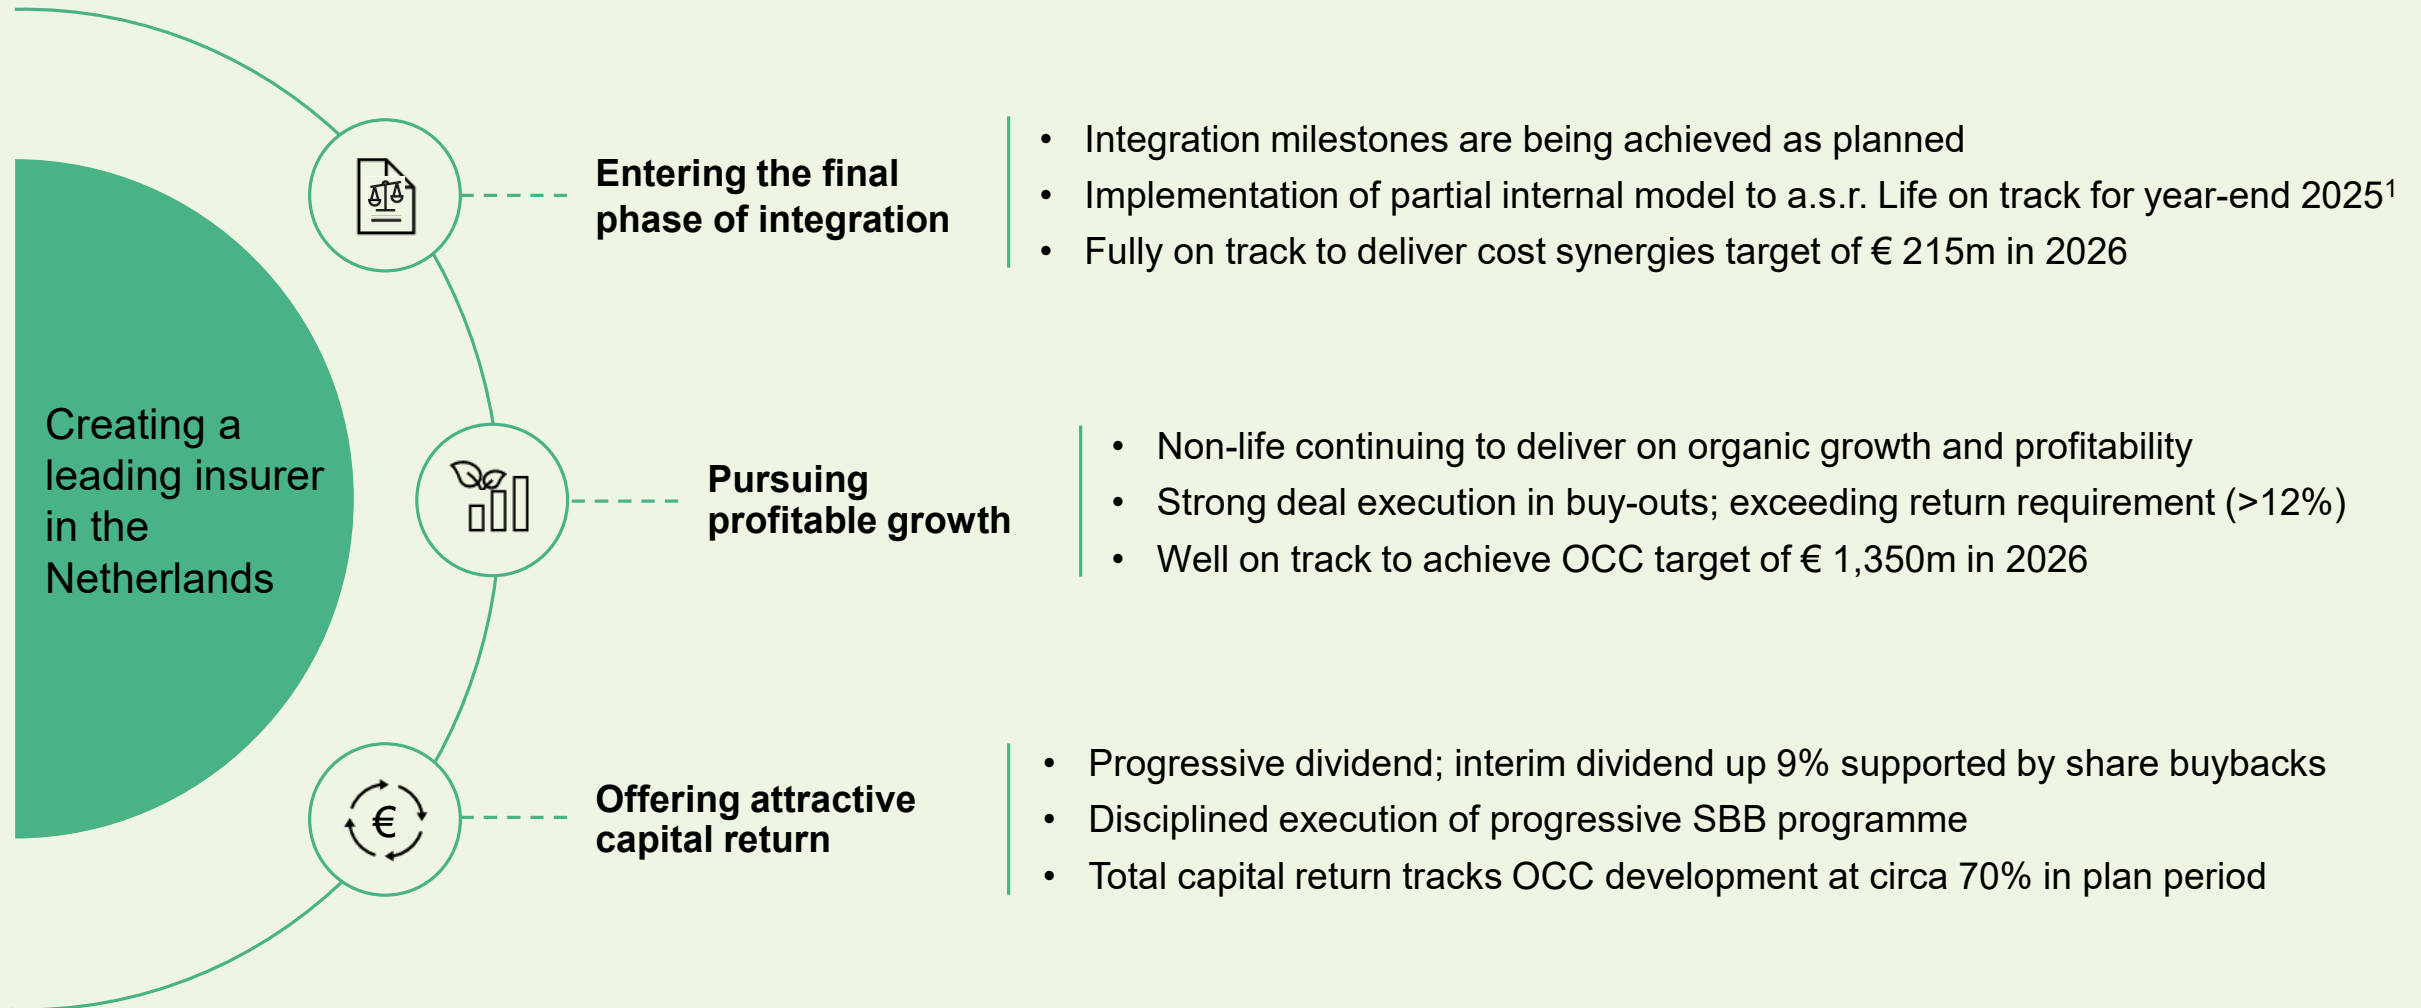 Creating a
leading insurer
in the
Netherlands
Entering the final
phase of integration
• Integration milestones are being achieved as planned
• Implementation of partial internal model to a.s.r. Life on track for year-end 2025¹
• Fully on track to deliver cost synergies target of € 215m in 2026
Pursuing
profitable growth
• Non-life continuing to deliver on organic growth and profitability
• Strong deal execution in buy-outs; exceeding return requirement (>12%)
• Well on track to achieve OCC target of € 1,350m in 2026
€
Offering attractive
capital return
• Progressive dividend; interim dividend up 9% supported by share buybacks
• Disciplined execution of progressive SBB programme
• Total capital return tracks OCC development at circa 70% in plan period